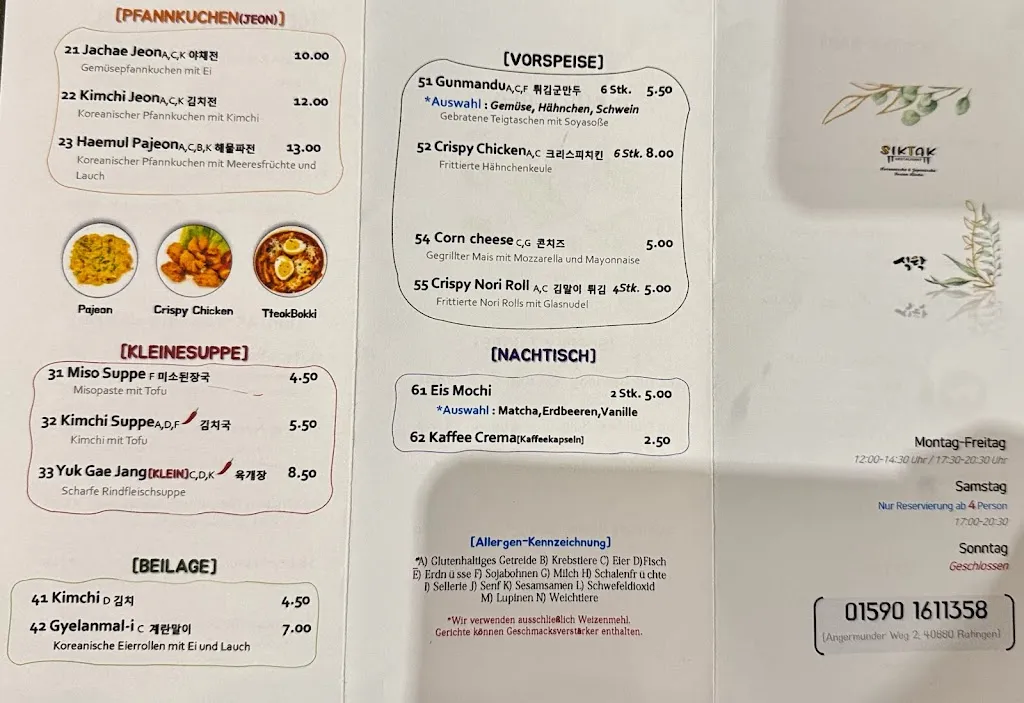 [PFANNKUCHEN(JEON)]
21 Jachae Jeon A,C,K 야채전 10.00
Gemüsepfannkuchen mit Ei
22 Kimchi Jeon A,C,K 김치전 12.00
Koreanischer Pfannkuchen mit Kimchi
23 Haemul Pajeon A,C,B,K 해물파전 13.00
Koreanischer Pfannkuchen mit Meeresfrüchte und
Lauch
Pajeon Crispy Chicken TteokBokki
[KLEINESUPPE]
31 Miso Suppe F 미소된장국 4.50
Misopaste mit Tofu
32 Kimchi Suppe A,D,F 김치국 5.50
Kimchi mit Tofu
33 Yuk Gae Jang [KLEIN] C,D,K 육개장 8.50
Scharfe Rindfleischsuppe
[BEILAGE]
41 Kimchi D 김치 4.50
42 Gyelanmal-i C 계란말이 7.00
Koreanische Eierrollen mit Ei und Lauch
[VORSPEISE]
51 Gunmandu A,C,F 튀김군만두 6 Stk. 5.50
*Auswahl : Gemüse, Hähnchen, Schwein
Gebratene Teigtaschen mit Soyasoße
52 Crispy Chicken A,C 크리스피치킨 6 Stk. 8.00
Frittierte Hähnchenkeule
54 Corn cheese C,G 콘치즈 5.00
Gegrillter Mais mit Mozzarella und Mayonnaise
55 Crispy Nori Roll A,C 김말이 튀김 4Stk. 5.00
Frittierte Nori Rolls mit Glasnudel
[NACHTISCH]
61 Eis Mochi 2 Stk. 5.00
*Auswahl : Matcha,Erdbeeren,Vanille
62 Kaffee Crema [Kaffeekapseln] 2.50
[Allergen-Kennzeichnung]
*A) Glutenhaltiges Getreide B) Krebstiere C) Eier D)Fisch
E) Erdn ü sse F) Sojabohnen G) Milch H) Schalenfr ü chte
I) Sellerie J) Senf K) Sesamsamen L) Schwefeldioxid
M) Lupinen N) Weichtiere
*Wir verwenden ausschließlich Weizenmehl.
Gerichte können Geschmacksverstärker enthalten.
SIKTAK
RESTAURANT
식탁
Montag-Freitag
12:00-14:30 Uhr / 17:30-20:30 Uhr
Samstag
Nur Reservierung ab 4 Person
17:00-20:30
Sonntag
Geschlossen
01590 1611358
(Angermunder Weg 2, 40880 Ratingen)